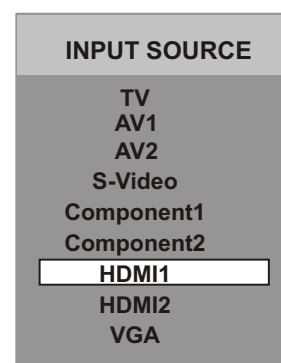 INPUT SOURCE
TV
AV1
AV2
S-Video
Component1
Component2
HDMI1
HDMI2
VGA